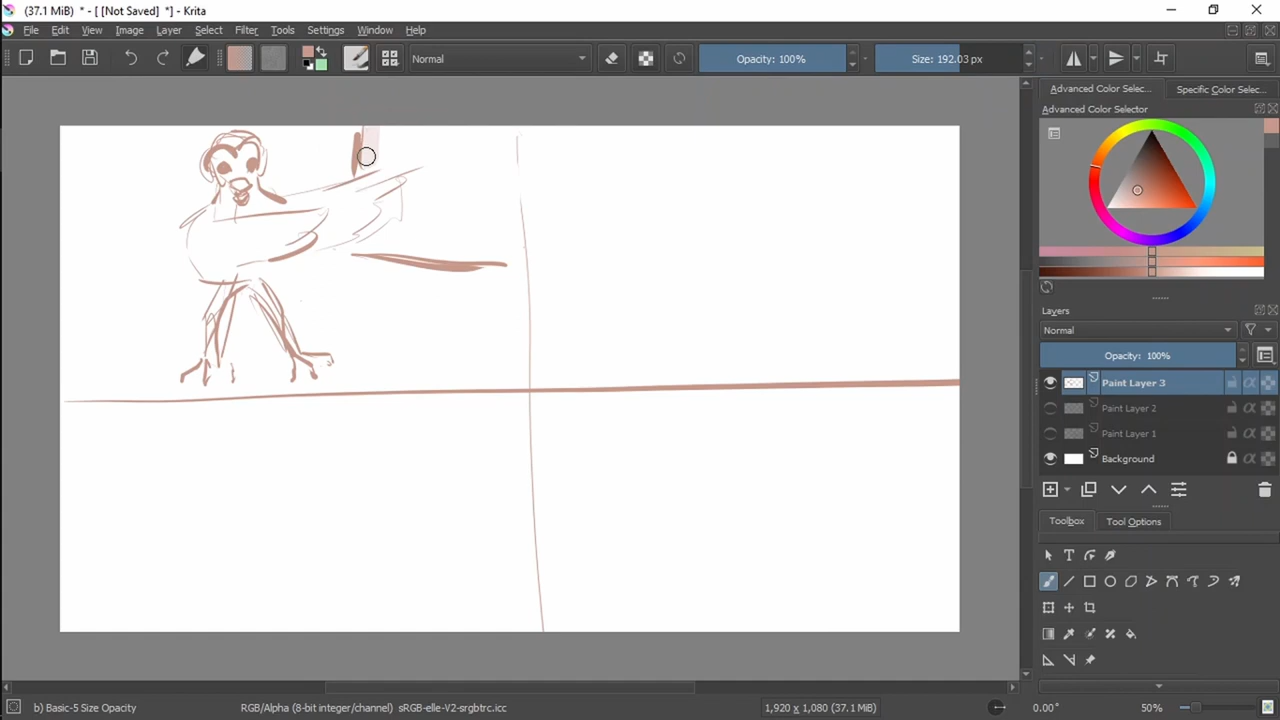 (37.1 MiB) * - [ [Not Saved] *] - Krita
File Edit View Image Layer Select Filter Tools Settings Window Help
Normal Opacity: 100% Size: 192.03 px
Advanced Color Selec... Specific Color Selec...
Advanced Color Selector
Layers
Normal
Opacity: 100%
Paint Layer 3
Paint Layer 2
Paint Layer 1
Background
Toolbox Tool Options
b) Basic-5 Size Opacity RGB/Alpha (8-bit integer/channel) sRGB-elle-V2-srgbtrc.icc 1,920 x 1,080 (37.1 MiB) 0.00° 50%